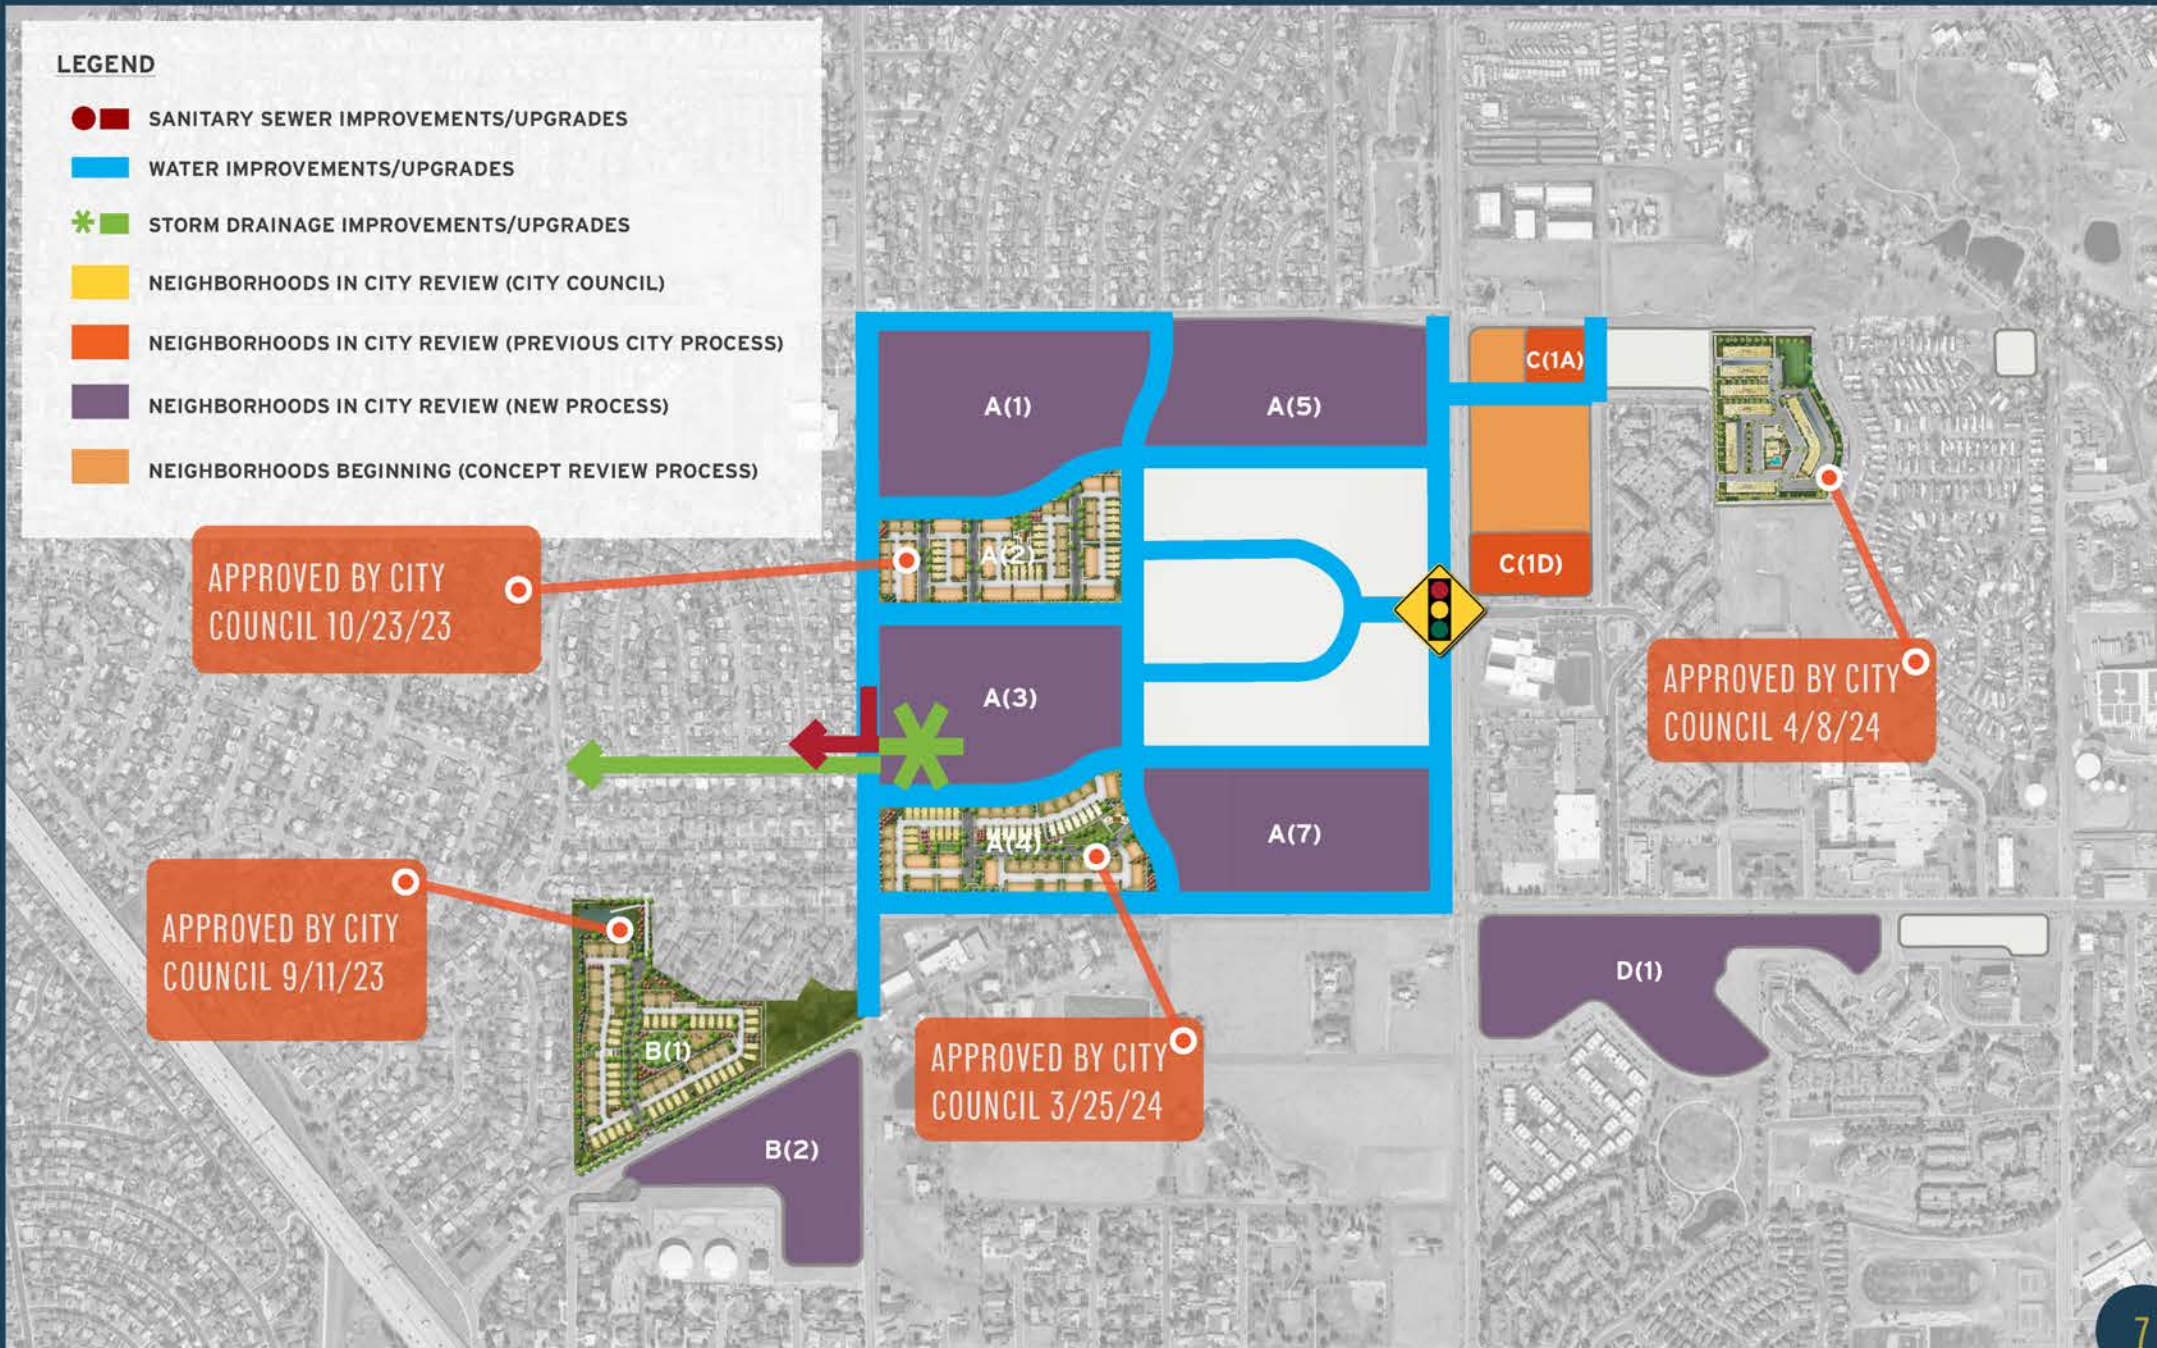 LEGEND
SANITARY SEWER IMPROVEMENTS/UPGRADES
WATER IMPROVEMENTS/UPGRADES
STORM DRAINAGE IMPROVEMENTS/UPGRADES
NEIGHBORHOODS IN CITY REVIEW (CITY COUNCIL)
NEIGHBORHOODS IN CITY REVIEW (PREVIOUS CITY PROCESS)
NEIGHBORHOODS IN CITY REVIEW (NEW PROCESS)
NEIGHBORHOODS BEGINNING (CONCEPT REVIEW PROCESS)
A(1)
A(5)
C(1A)
A(2)
C(1D)
APPROVED BY CITY
COUNCIL 10/23/23
A(3)
APPROVED BY CITY
COUNCIL 4/8/24
A(4)
A(7)
APPROVED BY CITY
COUNCIL 9/11/23
D(1)
B(1)
APPROVED BY CITY
COUNCIL 3/25/24
B(2)
7